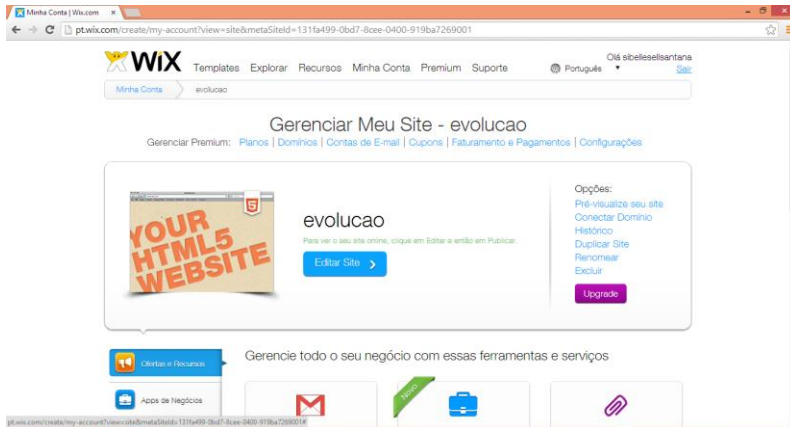 Minha Conta | Wix.com
pt.wix.com/create/my-account?view=site&metaSiteId=131fa499-0bd7-8cee-0400-919ba7269001
WiX Templates Explorar Recursos Minha Conta Premium Suporte Português Olá sibelleselisantana
Sair
Minha Conta evolucao
Gerenciar Meu Site - evolucao
Gerenciar Premium: Planos | Domínios | Contas de E-mail | Cupons | Faturamento e Pagamentos | Configurações
YOUR
HTML5
WEBSITE
5
evolucao
Para ver o seu site online, clique em Editar e então em Publicar.
Editar Site
Opções:
Pré-visualize seu site
Conectar Domínio
Histórico
Duplicar Site
Renomear
Excluir
Upgrade
Ofertas e Recursos
Apps de Negócios
Gerencie todo o seu negócio com essas ferramentas e serviços
Novo
pt.wix.com/create/my-account?view=site&metaSiteId=131fa499-0bd7-8cee-0400-919ba7269001#